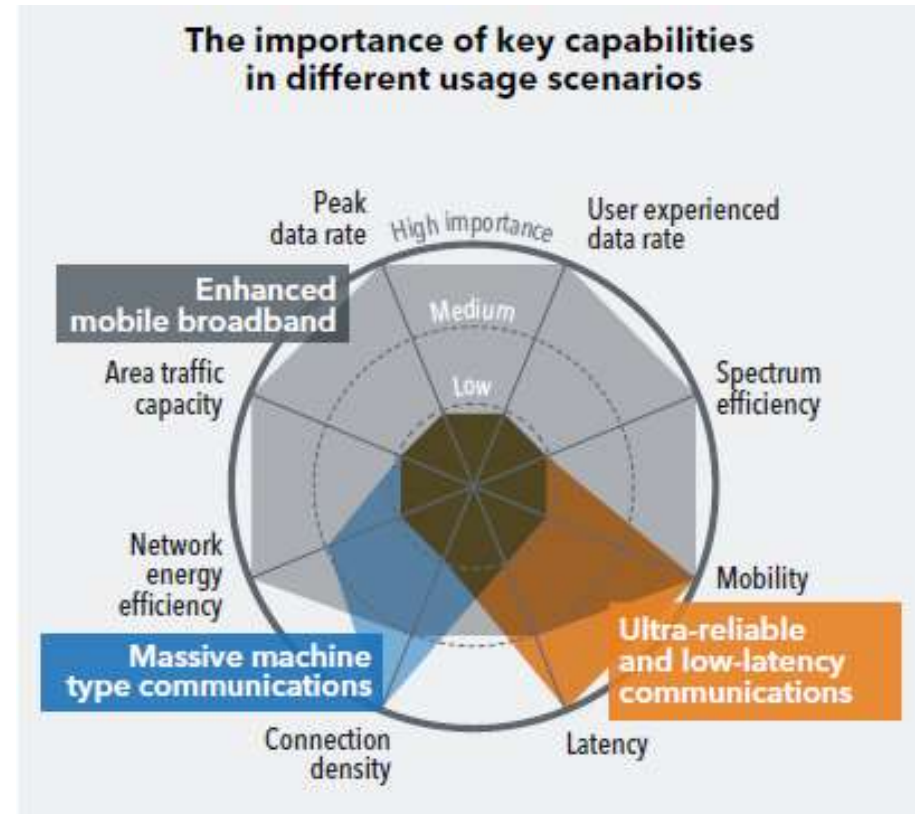 The importance of key capabilities
in different usage scenarios
Peak
data rate
High importance
User experienced
data rate
Enhanced
mobile broadband
Medium
Area traffic
capacity
Low
Spectrum
efficiency
Network
energy
efficiency
Mobility
Massive machine
type communications
Ultra-reliable
and low-latency
communications
Connection
density
Latency